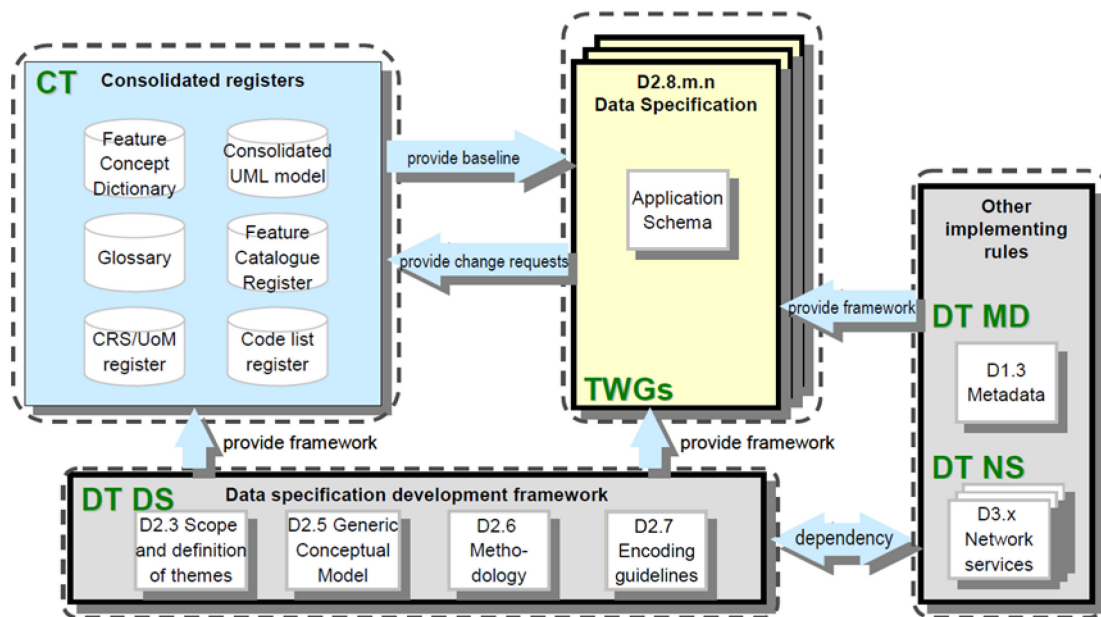 CT
Consolidated registers
Feature
Concept
Dictionary
Consolidated
UML model
Glossary
Feature
Catalogue
Register
CRS/UoM
register
Code list
register
provide baseline
provide change requests
D2.8.m.n
Data Specification
Application
Schema
TWGs
provide framework
Other
implementing
rules
DT MD
D1.3
Metadata
DT NS
D3.x
Network
services
provide framework
provide framework
DT DS
Data specification development framework
D2.3 Scope
and definition
of themes
D2.5 Generic
Conceptual
Model
D2.6
Metho-
dology
D2.7
Encoding
guidelines
dependency